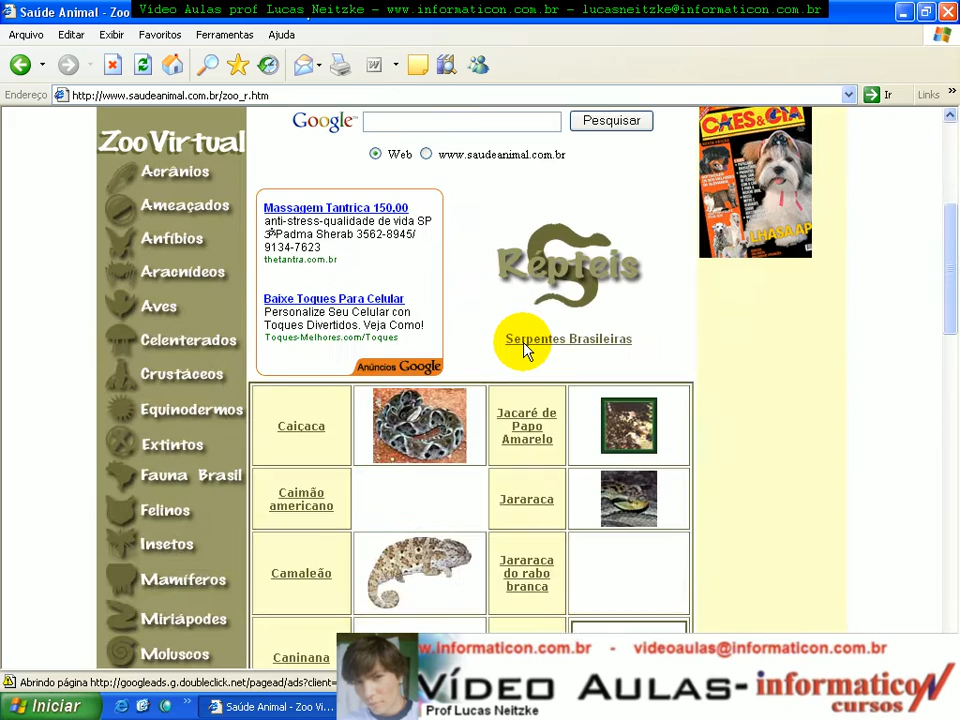 Saúde Animal - Zoo
Vídeo Aulas prof Lucas Neitzke – www.informaticon.com.br – lucasneitzke@informaticon.com.br
Arquivo Editar Exibir Favoritos Ferramentas Ajuda
Endereço http://www.saudeanimal.com.br/zoo_r.htm Ir Links »
Zoo Virtual
Acrânios
Ameaçados
Anfíbios
Aracnídeos
Aves
Celenterados
Crustáceos
Equinodermos
Extintos
Fauna Brasil
Felinos
Insetos
Mamíferos
Miriápodes
Moluscos
Google™ Pesquisar
Web www.saudeanimal.com.br
Massagem Tantrica 150,00
anti-stress-qualidade de vida SP
3ªPadma Sherab 3562-8945/
9134-7623
thetantra.com.br
Baixe Toques Para Celular
Personalize Seu Celular con
Toques Divertidos. Veja Como!
Toques-Melhores.com/Toques
Anúncios Google
Répteis
Serpentes Brasileiras
CÃES & CIA
LHASA AP
Caiçaca
Jacaré de
Papo
Amarelo
Caimão
americano
Jararaca
Camaleão
Jararaca
do rabo
branca
Caninana
Abrindo página http://googleads.g.doubleclick.net/pagead/ads?client=
w.informaticon.com.br - videoaulas@informaticon.com.br
Vídeo Aulas- informaticon
cursos
Prof Lucas Neitzke
Iniciar » Saúde Animal - Zoo Vi...